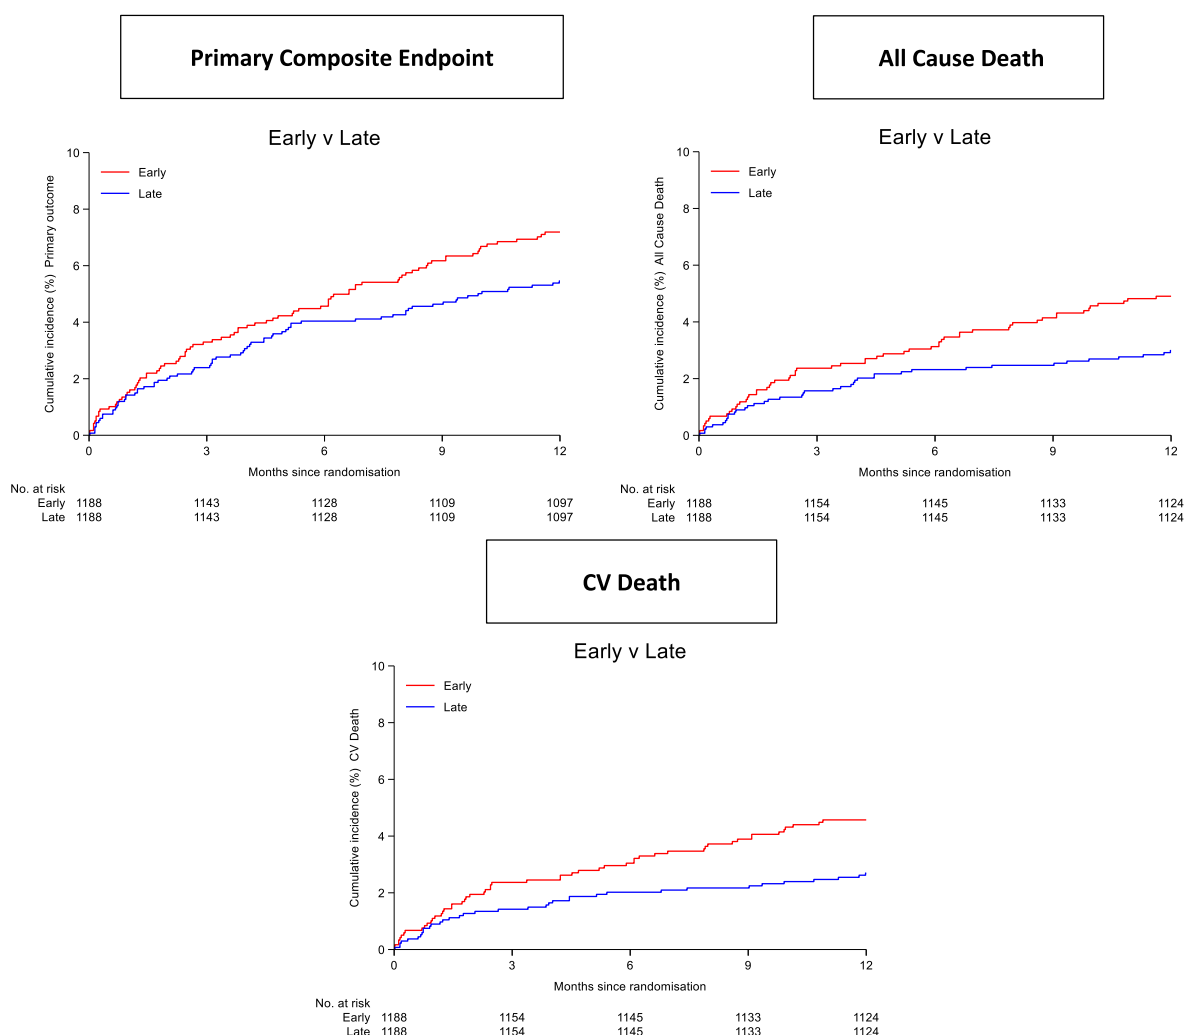 Primary Composite Endpoint
Early v Late
10
8
6
4
2
0
Cumulative incidence (%) Primary outcome
Early
Late
0 3 6 9 12
Months since randomisation
No. at risk
Early 1188 1143 1128 1109 1097
Late 1188 1143 1128 1109 1097
All Cause Death
Early v Late
10
8
6
4
2
0
Cumulative incidence (%) All Cause Death
Early
Late
0 3 6 9 12
Months since randomisation
No. at risk
Early 1188 1154 1145 1133 1124
Late 1188 1154 1145 1133 1124
CV Death
Early v Late
10
8
6
4
2
0
Cumulative incidence (%) CV Death
Early
Late
0 3 6 9 12
Months since randomisation
No. at risk
Early 1188 1154 1145 1133 1124
Late 1188 1154 1145 1133 1124